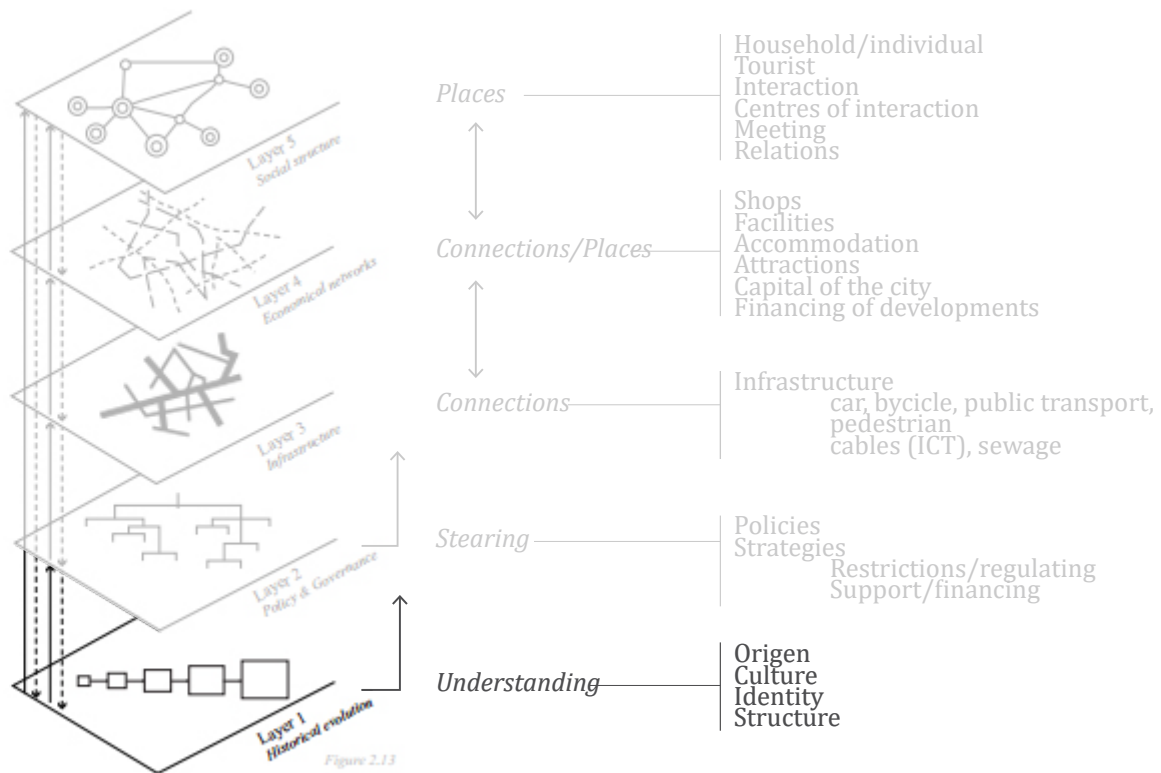 Layer 5
Social structure
Places
Household/individual
Tourist
Interaction
Centres of interaction
Meeting
Relations
Layer 4
Economical networks
Connections/Places
Shops
Facilities
Accommodation
Attractions
Capital of the city
Financing of developments
Layer 3
Infrastructure
Connections
Infrastructure
car, bycicle, public transport,
pedestrian
cables (ICT), sewage
Layer 2
Policy & Governance
Stearing
Policies
Strategies
Restrictions/regulating
Support/financing
Layer 1
Historical evolution
Understanding
Origen
Culture
Identity
Structure
Figure 2.13